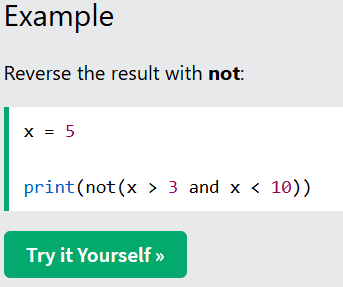 Example
Reverse the result with not:
x = 5
print(not(x > 3 and x < 10))
Try it Yourself »